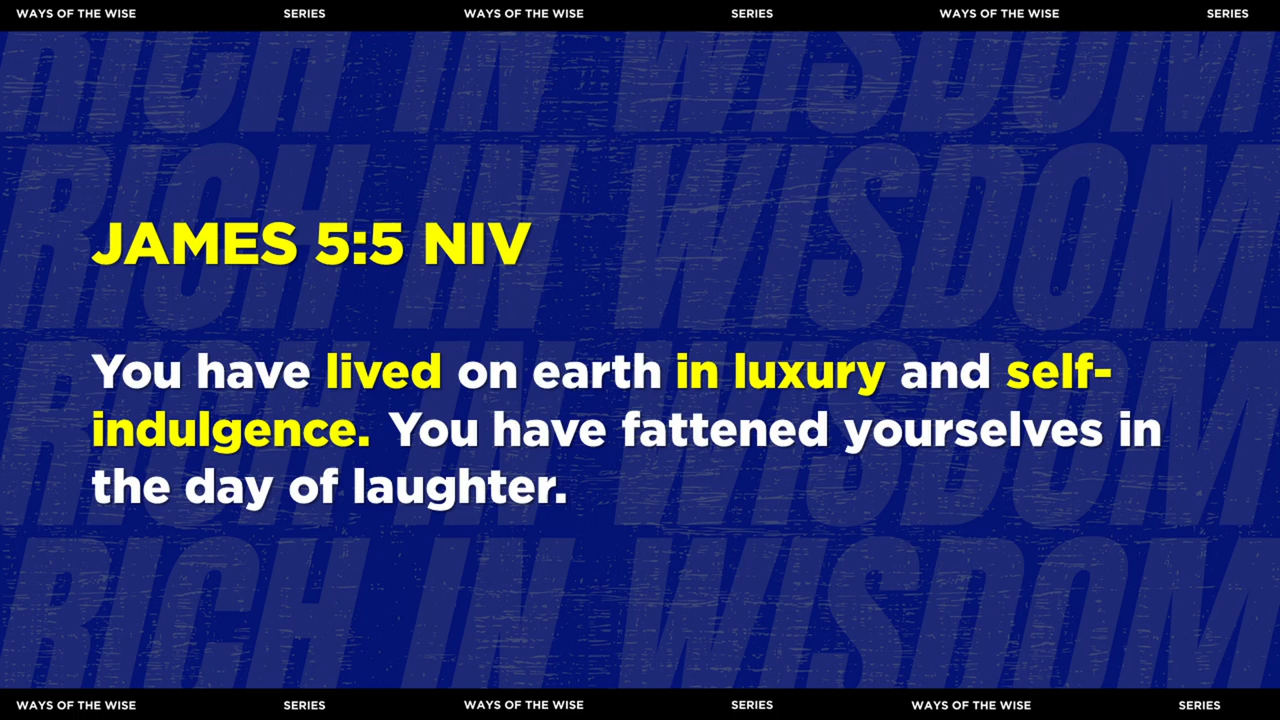 WAYS OF THE WISE SERIES WAYS OF THE WISE SERIES WAYS OF THE WISE SERIES
RICH IN WISDOM
RICH IN WISDOM
JAMES 5:5 NIV
RICH IN WISDOM
You have lived on earth in luxury and self-
indulgence. You have fattened yourselves in
the day of laughter.
RICH IN WISDOM
WAYS OF THE WISE SERIES WAYS OF THE WISE SERIES WAYS OF THE WISE SERIES